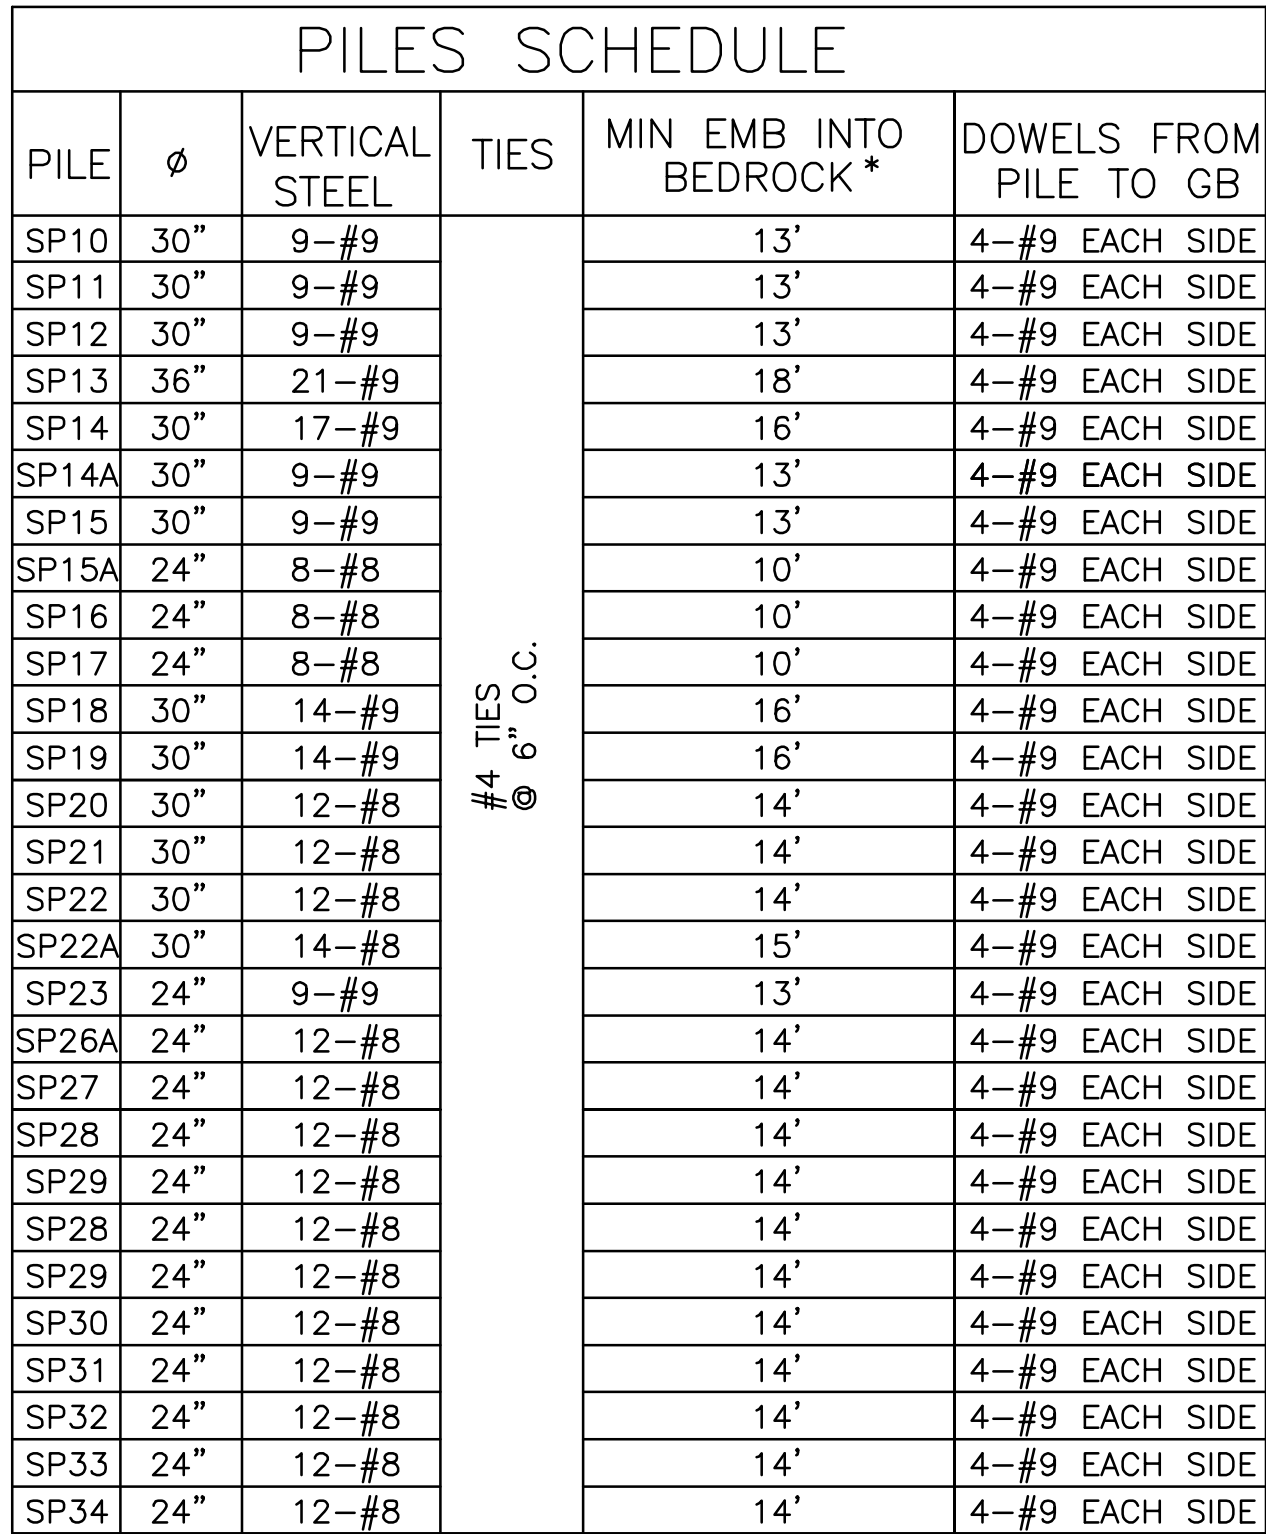 PILES SCHEDULE
PILE ø VERTICAL STEEL TIES MIN EMB INTO BEDROCK* DOWELS FROM PILE TO GB
SP10 30” 9-#9 13’ 4-#9 EACH SIDE
SP11 30” 9-#9 13’ 4-#9 EACH SIDE
SP12 30” 9-#9 13’ 4-#9 EACH SIDE
SP13 36” 21-#9 18’ 4-#9 EACH SIDE
SP14 30” 17-#9 16’ 4-#9 EACH SIDE
SP14A 30” 9-#9 13’ 4-#9 EACH SIDE
SP15 30” 9-#9 13’ 4-#9 EACH SIDE
SP15A 24” 8-#8 10’ 4-#9 EACH SIDE
SP16 24” 8-#8 10’ 4-#9 EACH SIDE
SP17 24” 8-#8 10’ 4-#9 EACH SIDE
SP18 30” 14-#9 16’ 4-#9 EACH SIDE
SP19 30” 14-#9 16’ 4-#9 EACH SIDE
SP20 30” 12-#8 14’ 4-#9 EACH SIDE
SP21 30” 12-#8 14’ 4-#9 EACH SIDE
SP22 30” 12-#8 14’ 4-#9 EACH SIDE
SP22A 30” 14-#8 15’ 4-#9 EACH SIDE
SP23 24” 9-#9 13’ 4-#9 EACH SIDE
SP26A 24” 12-#8 14’ 4-#9 EACH SIDE
SP27 24” 12-#8 14’ 4-#9 EACH SIDE
SP28 24” 12-#8 14’ 4-#9 EACH SIDE
SP29 24” 12-#8 14’ 4-#9 EACH SIDE
SP28 24” 12-#8 14’ 4-#9 EACH SIDE
SP29 24” 12-#8 14’ 4-#9 EACH SIDE
SP30 24” 12-#8 14’ 4-#9 EACH SIDE
SP31 24” 12-#8 14’ 4-#9 EACH SIDE
SP32 24” 12-#8 14’ 4-#9 EACH SIDE
SP33 24” 12-#8 14’ 4-#9 EACH SIDE
SP34 24” 12-#8 14’ 4-#9 EACH SIDE
#4 TIES
@ 6” O.C.